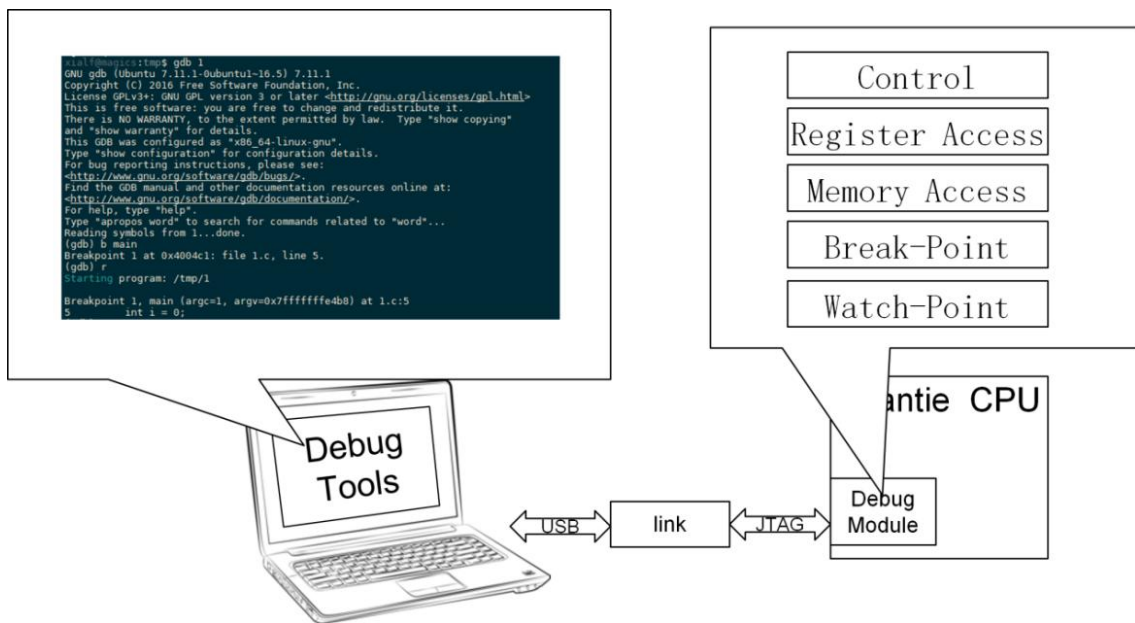 xialf@magics:tmp$ gdb 1
GNU gdb (Ubuntu 7.11.1-0ubuntu1~16.5) 7.11.1
Copyright (C) 2016 Free Software Foundation, Inc.
License GPLv3+: GNU GPL version 3 or later <http://gnu.org/licenses/gpl.html>
This is free software: you are free to change and redistribute it.
There is NO WARRANTY, to the extent permitted by law.  Type "show copying"
and "show warranty" for details.
This GDB was configured as "x86_64-linux-gnu".
Type "show configuration" for configuration details.
For bug reporting instructions, please see:
<http://www.gnu.org/software/gdb/bugs/>.
Find the GDB manual and other documentation resources online at:
<http://www.gnu.org/software/gdb/documentation/>.
For help, type "help".
Type "apropos word" to search for commands related to "word"...
Reading symbols from 1...done.
(gdb) b main
Breakpoint 1 at 0x4004c1: file 1.c, line 5.
(gdb) r
Starting program: /tmp/1
Breakpoint 1, main (argc=1, argv=0x7fffffffe4b8) at 1.c:5
5 int i = 0;
Control
Register Access
Memory Access
Break-Point
Watch-Point
Debug
Tools
USB
link
JTAG
antie CPU
Debug
Module